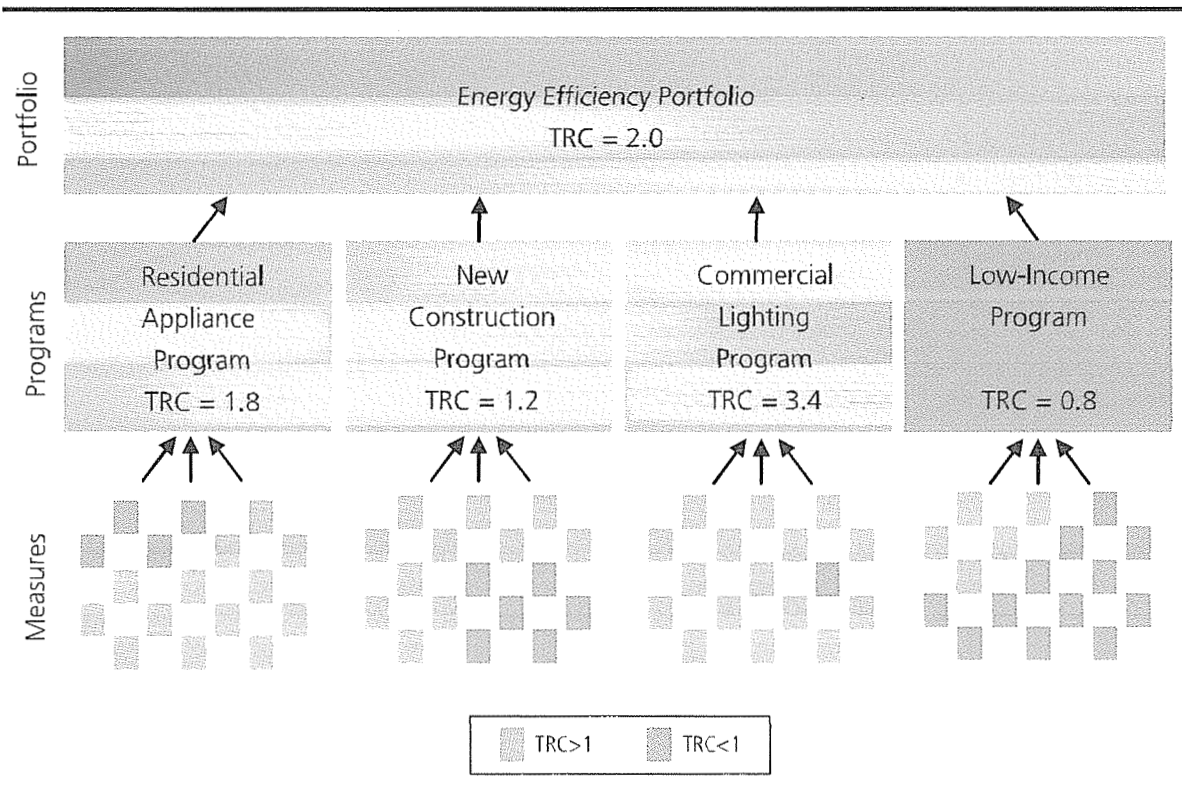 Portfolio
Energy Efficiency Portfolio
TRC = 2.0
Programs
Residential
Appliance
Program
TRC = 1.8
New
Construction
Program
TRC = 1.2
Commercial
Lighting
Program
TRC = 3.4
Low-Income
Program
TRC = 0.8
Measures
TRC>1
TRC<1